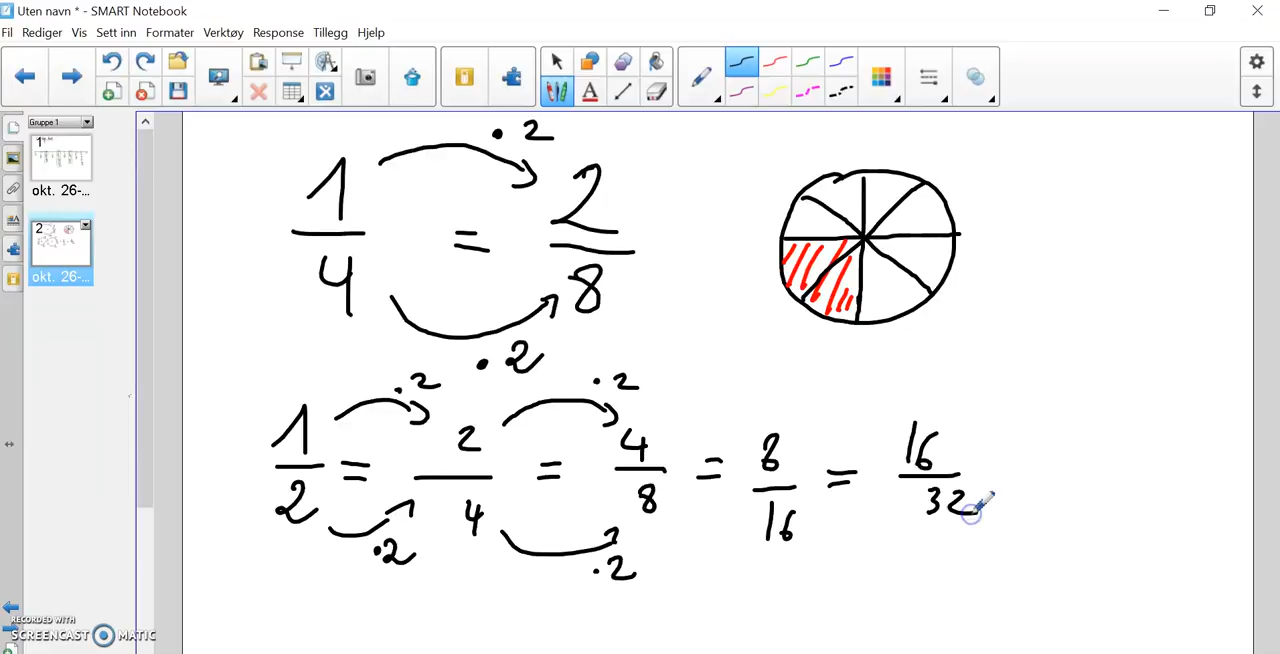 Uten navn * - SMART Notebook
Fil Rediger Vis Sett inn Formater Verktøy Response Tillegg Hjelp
Gruppe 1
1
okt. 26-...
2
okt. 26-...
· 2
1/4 = 2/8
· 2
·2 ·2
1/2 = 2/4 = 4/8 = 8/16 = 16/32
·2 ·2
RECORDED WITH
SCREENCAST MATIC